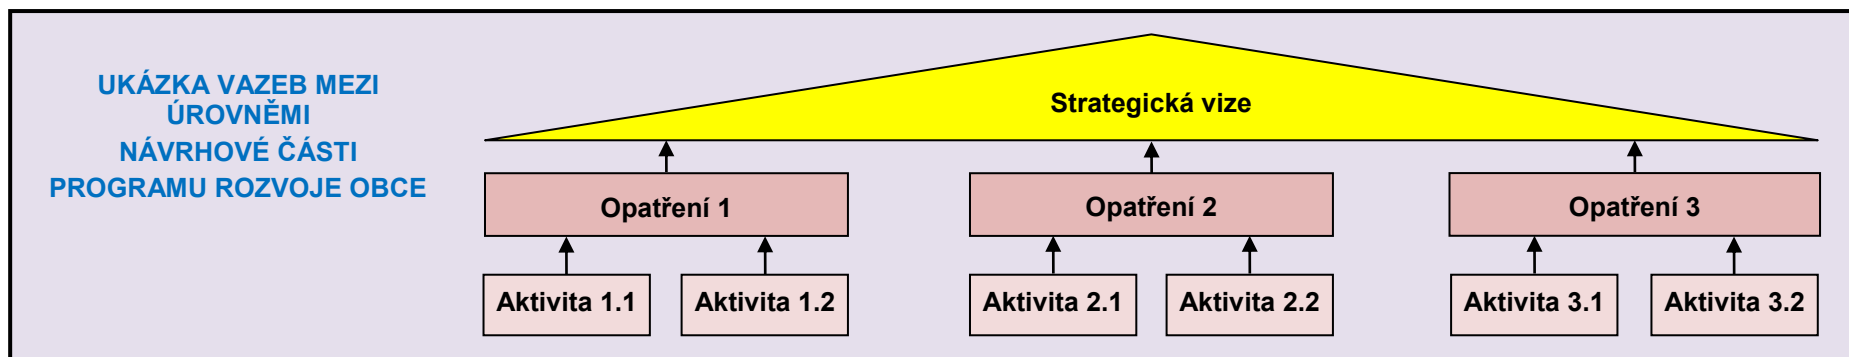 UKÁZKA VAZEB MEZI
ÚROVNĚMI
NÁVRHOVÉ ČÁSTI
PROGRAMU ROZVOJE OBCE
Strategická vize
Opatření 1
Opatření 2
Opatření 3
Aktivita 1.1
Aktivita 1.2
Aktivita 2.1
Aktivita 2.2
Aktivita 3.1
Aktivita 3.2